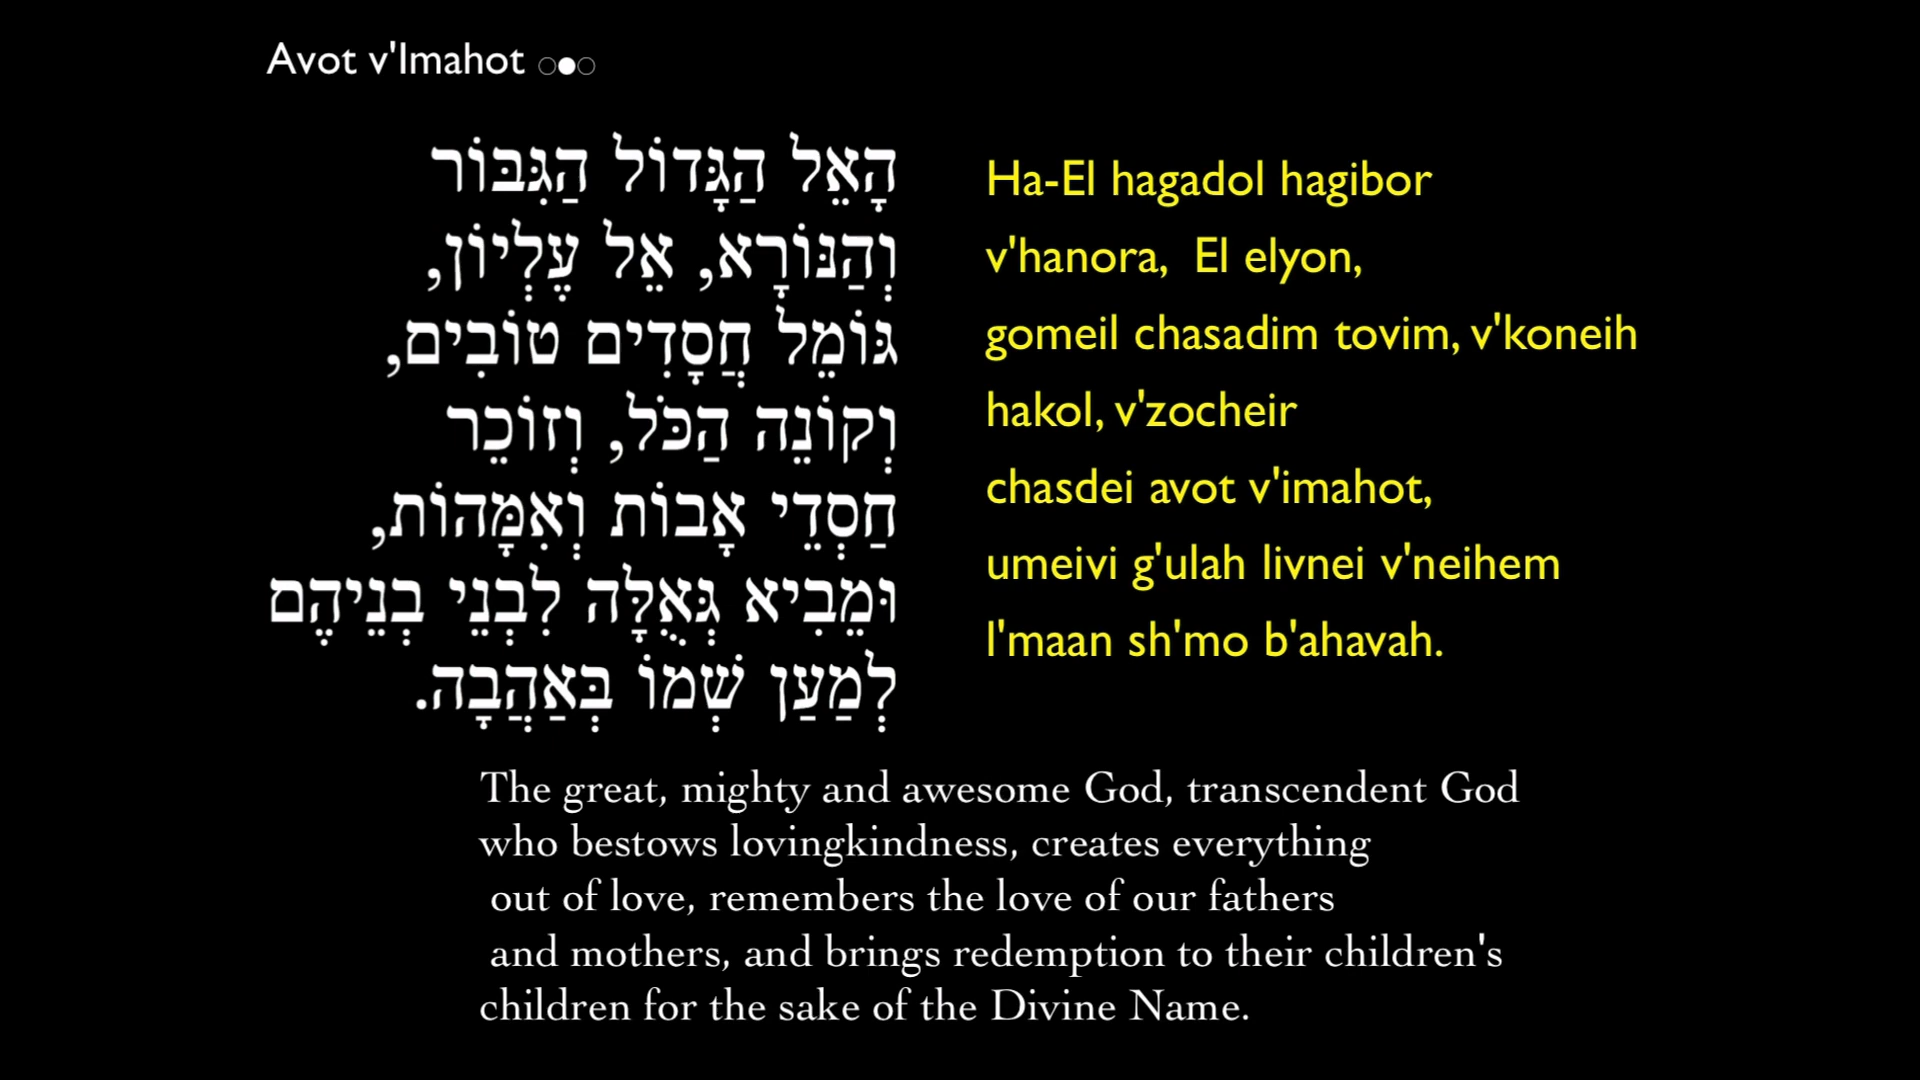 Avot v'Imahot
הָאֵל הַגָּדוֹל הַגִּבּוֹר
וְהַנּוֹרָא, אֵל עֶלְיוֹן,
גּוֹמֵל חֲסָדִים טוֹבִים,
וְקוֹנֵה הַכֹּל, וְזוֹכֵר
חַסְדֵי אָבוֹת וְאִמָּהוֹת,
וּמֵבִיא גְּאֻלָּה לִבְנֵי בְנֵיהֶם
לְמַעַן שְׁמוֹ בְּאַהֲבָה.
Ha-El hagadol hagibor
v'hanora, El elyon,
gomeil chasadim tovim, v'koneih
hakol, v'zocheir
chasdei avot v'imahot,
umeivi g'ulah livnei v'neihem
l'maan sh'mo b'ahavah.
The great, mighty and awesome God, transcendent God
who bestows lovingkindness, creates everything
out of love, remembers the love of our fathers
and mothers, and brings redemption to their children's
children for the sake of the Divine Name.